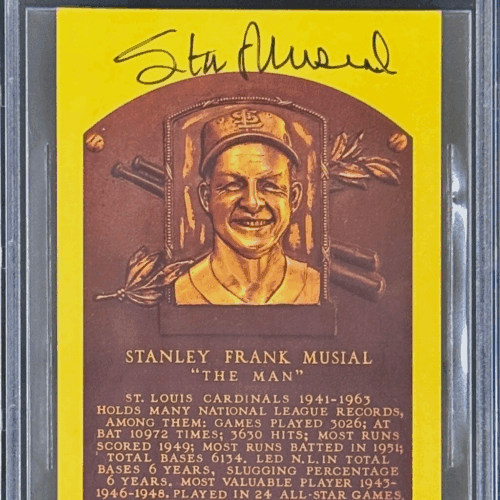 Stan Musial
STL
STANLEY FRANK MUSIAL
"THE MAN"
ST. LOUIS CARDINALS 1941-1963
HOLDS MANY NATIONAL LEAGUE RECORDS,
AMONG THEM: GAMES PLAYED 3026; AT
BAT 10972 TIMES; 3630 HITS; MOST RUNS
SCORED 1949; MOST RUNS BATTED IN 1951;
TOTAL BASES 6134. LED N.L. IN TOTAL
BASES 6 YEARS, SLUGGING PERCENTAGE
6 YEARS. MOST VALUABLE PLAYER 1943-
1946-1948. PLAYED IN 24 ALL-STAR GAMES